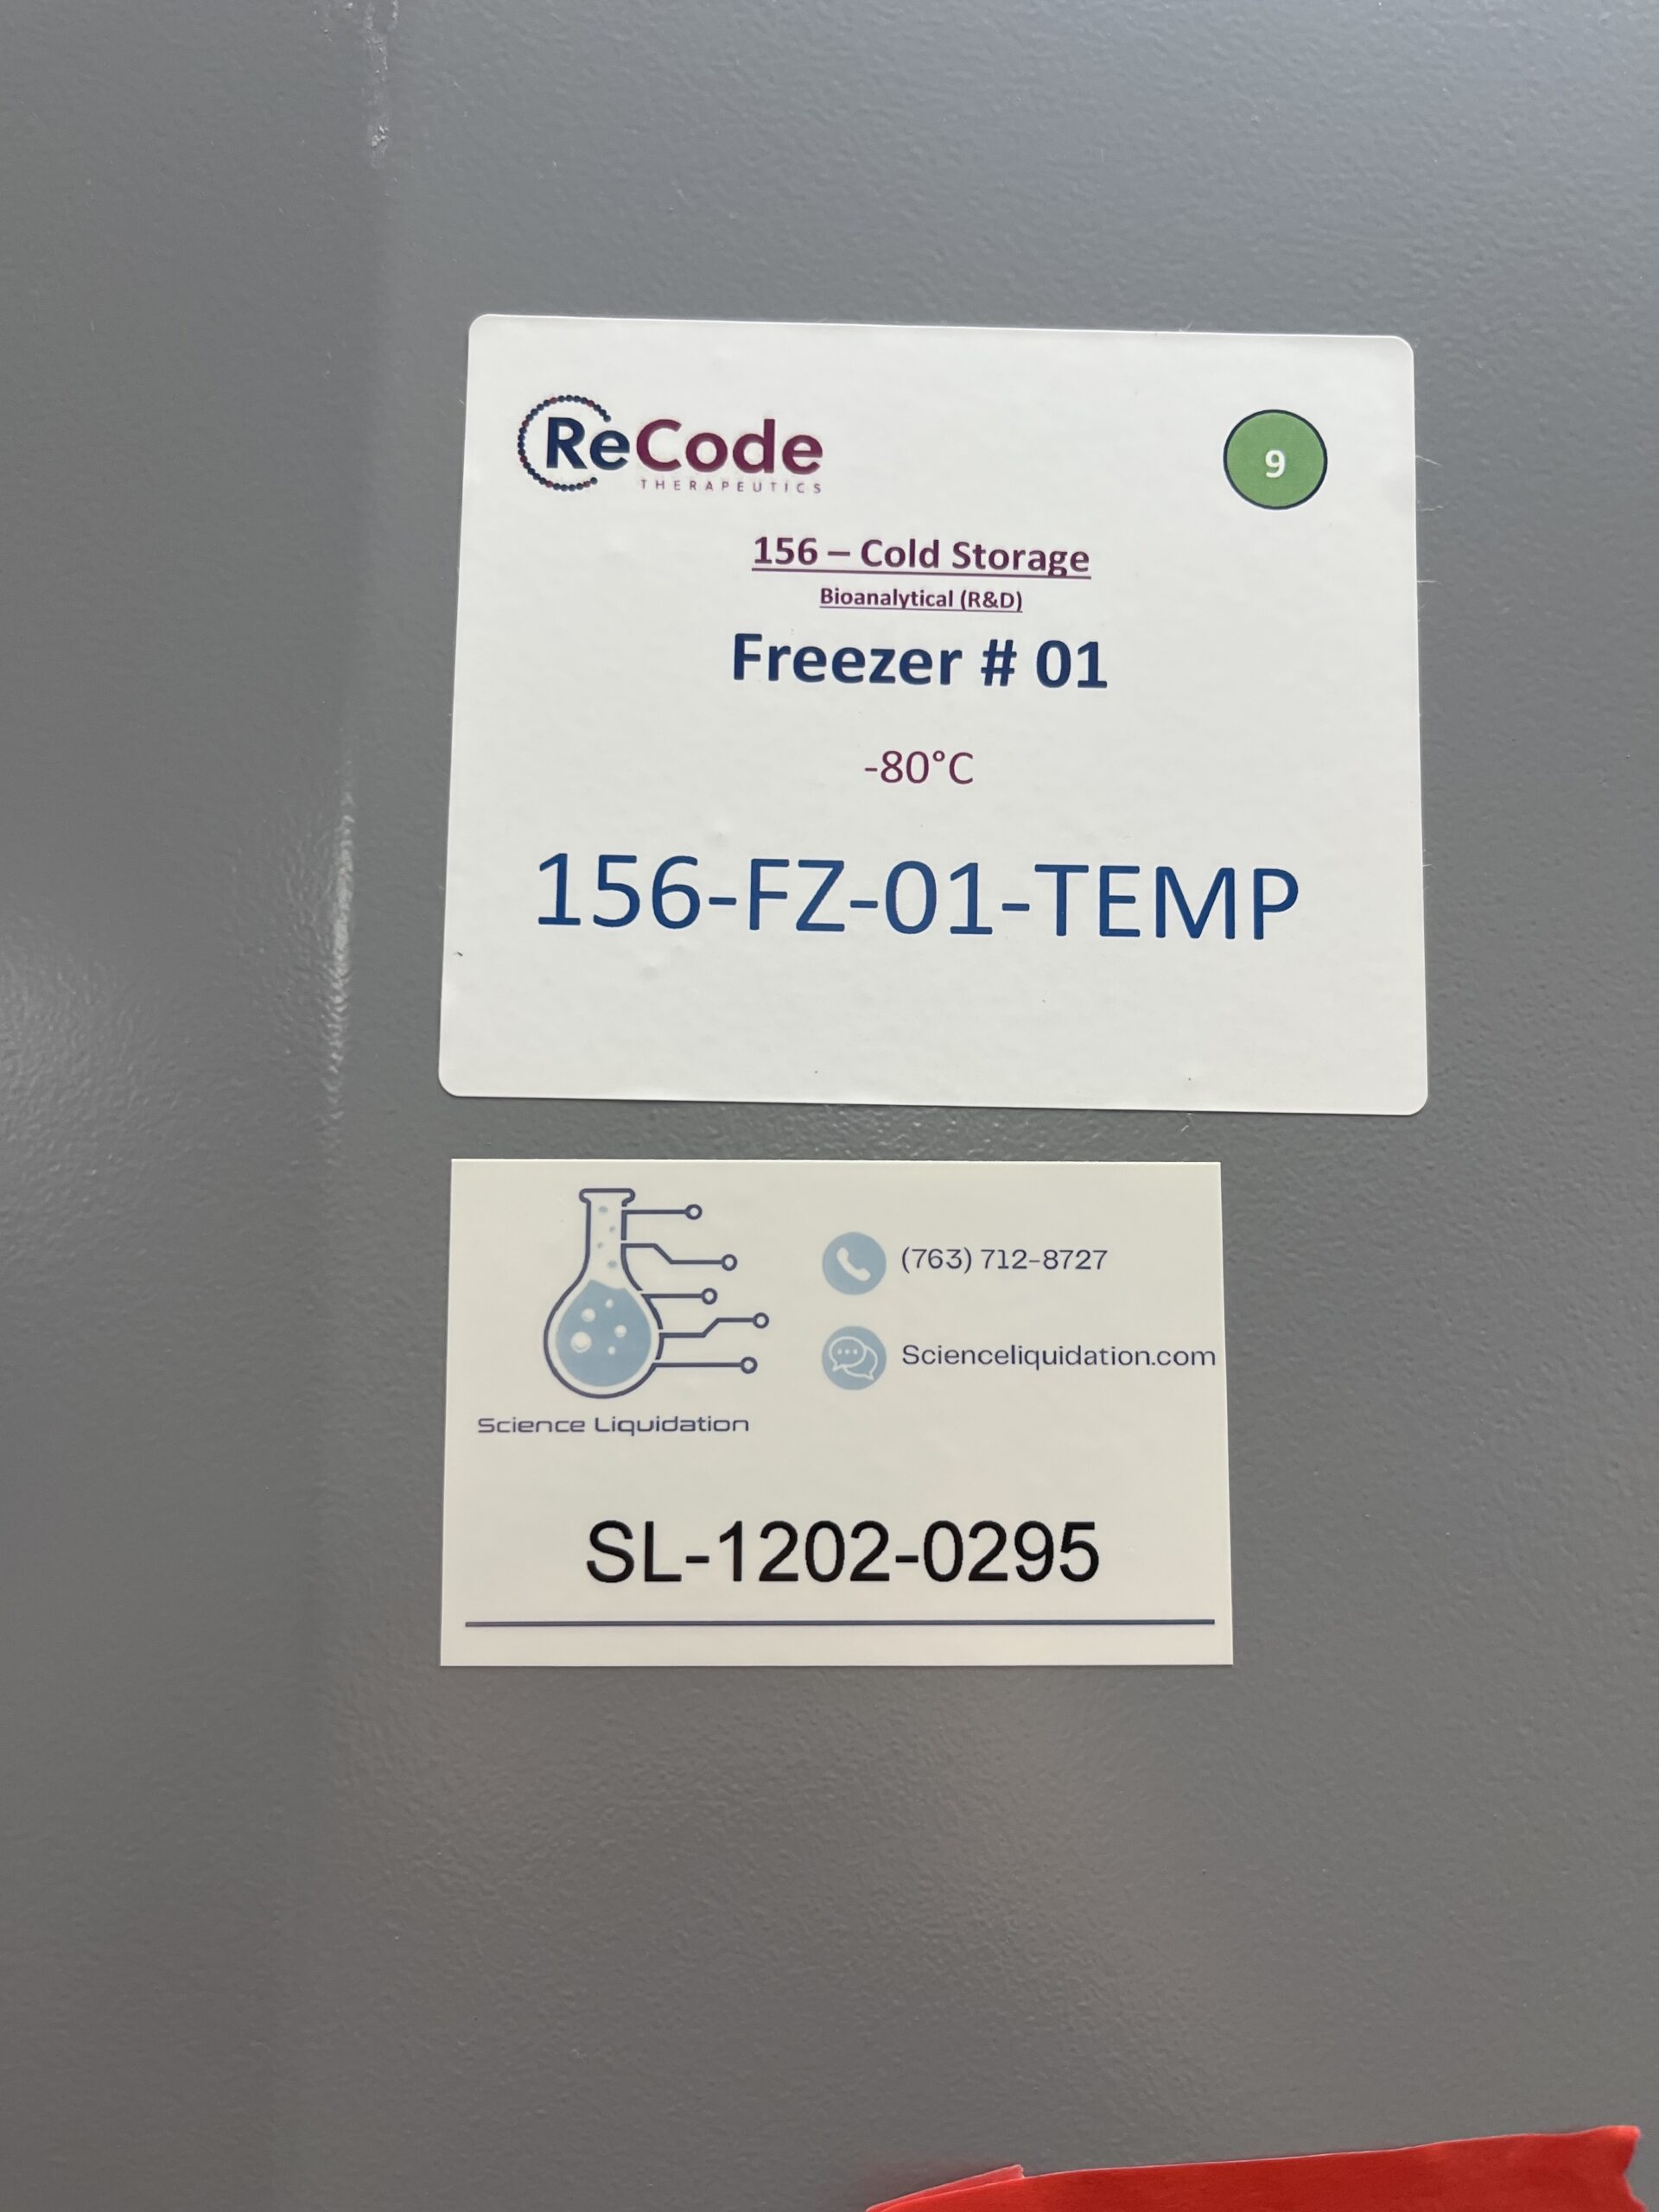 ReCode
THERAPEUTICS
9
156 – Cold Storage
Bioanalytical (R&D)
Freezer # 01
-80°C
156-FZ-01-TEMP
(763) 712-8727
Scienceliquidation.com
Science Liquidation
SL-1202-0295